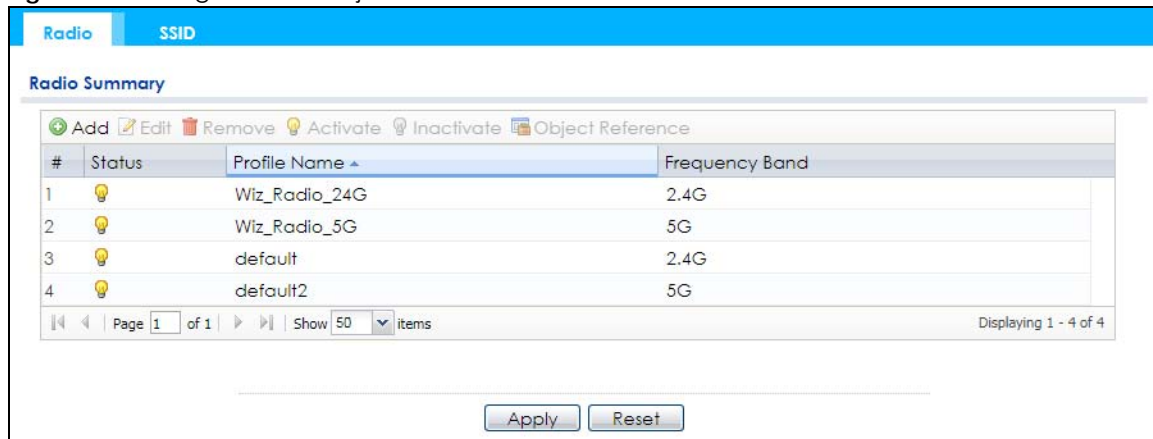 Radio SSID
Radio Summary
Add Edit Remove Activate Inactivate Object Reference
# Status Profile Name Frequency Band
1 Wiz_Radio_24G 2.4G
2 Wiz_Radio_5G 5G
3 default 2.4G
4 default2 5G
Page 1 of 1 Show 50 items Displaying 1 - 4 of 4
Apply Reset